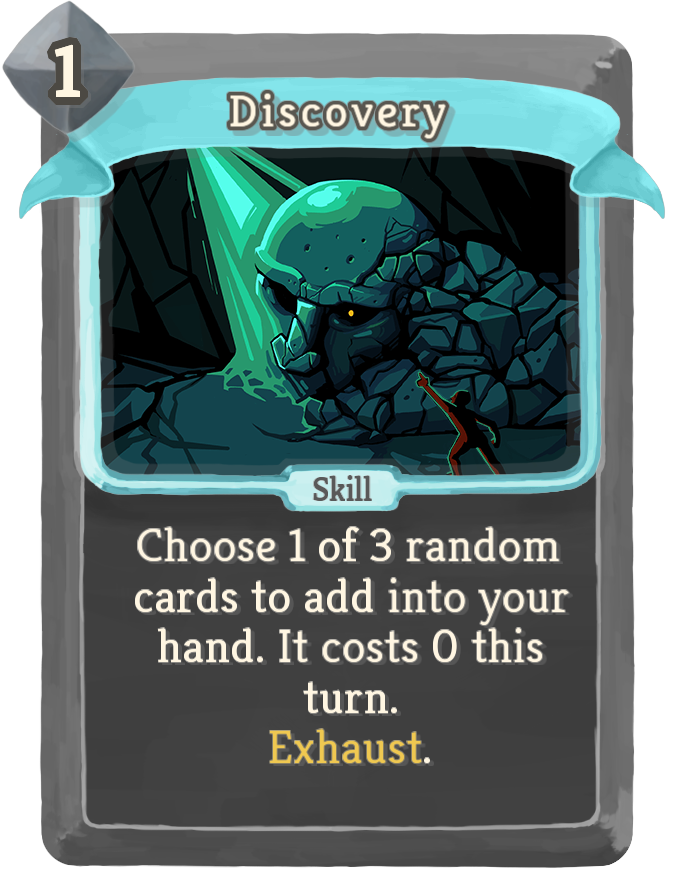 1
Discovery
Skill
Choose 1 of 3 random
cards to add into your
hand. It costs 0 this
turn.
Exhaust.